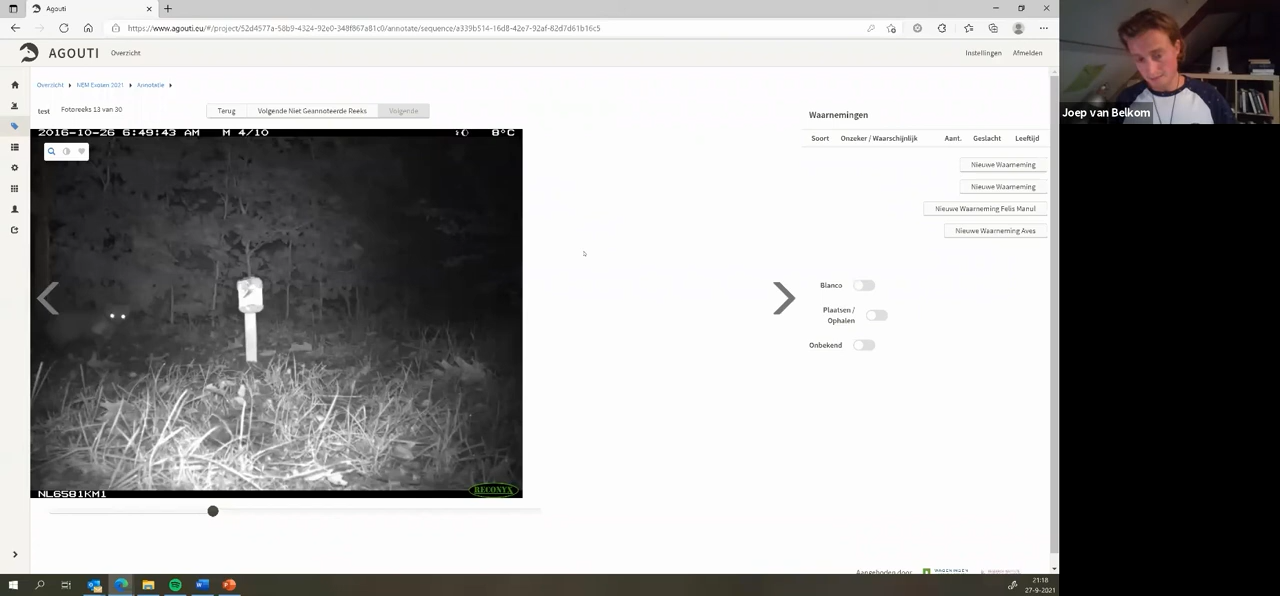 Agouti
https://www.agouti.eu/#/project/52d4577a-58b9-4324-92e0-348f867a81c0/annotate/sequence/a339b514-16d8-42e7-92af-82d7d61b16c5
AGOUTI
Overzicht
Instellingen
Afmelden
Overzicht
NEM Exosen 2021
Annotatie
test
Fotoreeks 13 van 30
Terug
Volgende Niet Geannoteerde Reeks
Volgende
2016-10-26 6:49:43 AM M 4/10 8°C
NL6581KM1
RECONYX
Waarnemingen
Soort Onzeker / Waarschijnlijk Aant. Geslacht Leeftijd
Nieuwe Waarneming
Nieuwe Waarneming
Nieuwe Waarneming Felis Manul
Nieuwe Waarneming Aves
Blanco
Plaatsen /
Ophalen
Onbekend
Aangeboden door
WAGENINGEN
Joep van Belkom
21:18
27-9-2021